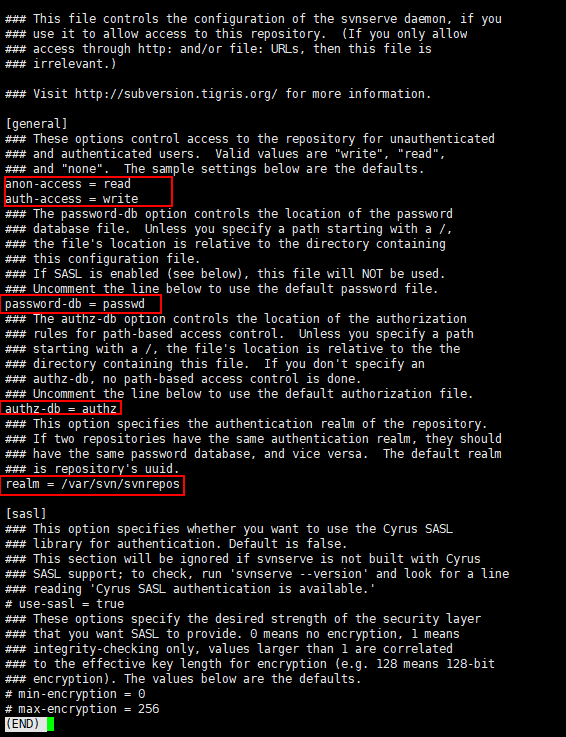 ### This file controls the configuration of the svnserve daemon, if you
### use it to allow access to this repository.  (If you only allow
### access through http: and/or file: URLs, then this file is
### irrelevant.)

### Visit http://subversion.tigris.org/ for more information.

[general]
### These options control access to the repository for unauthenticated
### and authenticated users.  Valid values are "write", "read",
### and "none".  The sample settings below are the defaults.
anon-access = read
auth-access = write
### The password-db option controls the location of the password
### database file.  Unless you specify a path starting with a /,
### the file's location is relative to the directory containing
### this configuration file.
### If SASL is enabled (see below), this file will NOT be used.
### Uncomment the line below to use the default password file.
password-db = passwd
### The authz-db option controls the location of the authorization
### rules for path-based access control.  Unless you specify a path
### starting with a /, the file's location is relative to the the
### directory containing this file.  If you don't specify an
### authz-db, no path-based access control is done.
### Uncomment the line below to use the default authorization file.
authz-db = authz
### This option specifies the authentication realm of the repository.
### If two repositories have the same authentication realm, they should
### have the same password database, and vice versa.  The default realm
### is repository's uuid.
realm = /var/svn/svnrepos

[sasl]
### This option specifies whether you want to use the Cyrus SASL
### library for authentication. Default is false.
### This section will be ignored if svnserve is not built with Cyrus
### SASL support; to check, run 'svnserve --version' and look for a line
### reading 'Cyrus SASL authentication is available.'
# use-sasl = true
### These options specify the desired strength of the security layer
### that you want SASL to provide. 0 means no encryption, 1 means
### integrity-checking only, values larger than 1 are correlated
### to the effective key length for encryption (e.g. 128 means 128-bit
### encryption). The values below are the defaults.
# min-encryption = 0
# max-encryption = 256
(END)